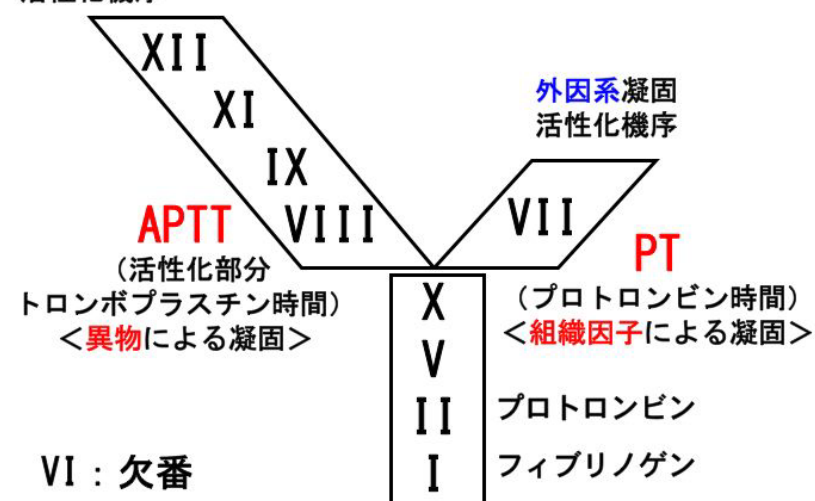 XII
XI
IX
VIII
外因系凝固
活性化機序
VII
APTT
(活性化部分
トロンボプラスチン時間)
<異物による凝固>
PT
(プロトロンビン時間)
<組織因子による凝固>
X
V
II プロトロンビン
I フィブリノゲン
VI:欠番